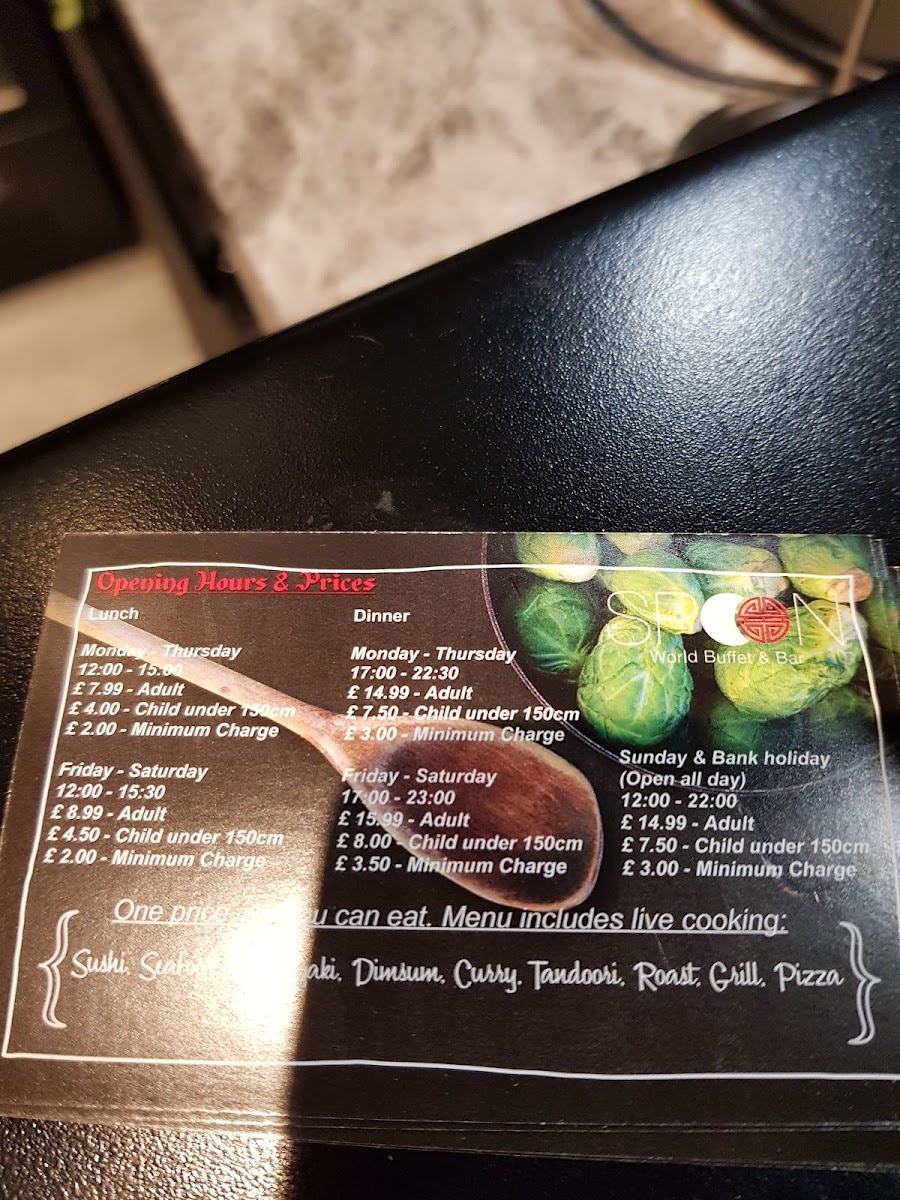 Opening Hours & Prices
SPOON
World Buffet & Bar
Lunch
Monday - Thursday
12:00 - 15:00
£ 7.99 - Adult
£ 4.00 - Child under 150cm
£ 2.00 - Minimum Charge
Friday - Saturday
12:00 - 15:30
£ 8.99 - Adult
£ 4.50 - Child under 150cm
£ 2.00 - Minimum Charge
Dinner
Monday - Thursday
17:00 - 22:30
£ 14.99 - Adult
£ 7.50 - Child under 150cm
£ 3.00 - Minimum Charge
Friday - Saturday
17:00 - 23:00
£ 15.99 - Adult
£ 8.00 - Child under 150cm
£ 3.50 - Minimum Charge
Sunday & Bank holiday
(Open all day)
12:00 - 22:00
£ 14.99 - Adult
£ 7.50 - Child under 150cm
£ 3.00 - Minimum Charge
One price can eat. Menu includes live cooking:
Sushi, Dimsum, Curry, Tandoori, Roast, Grill, Pizza